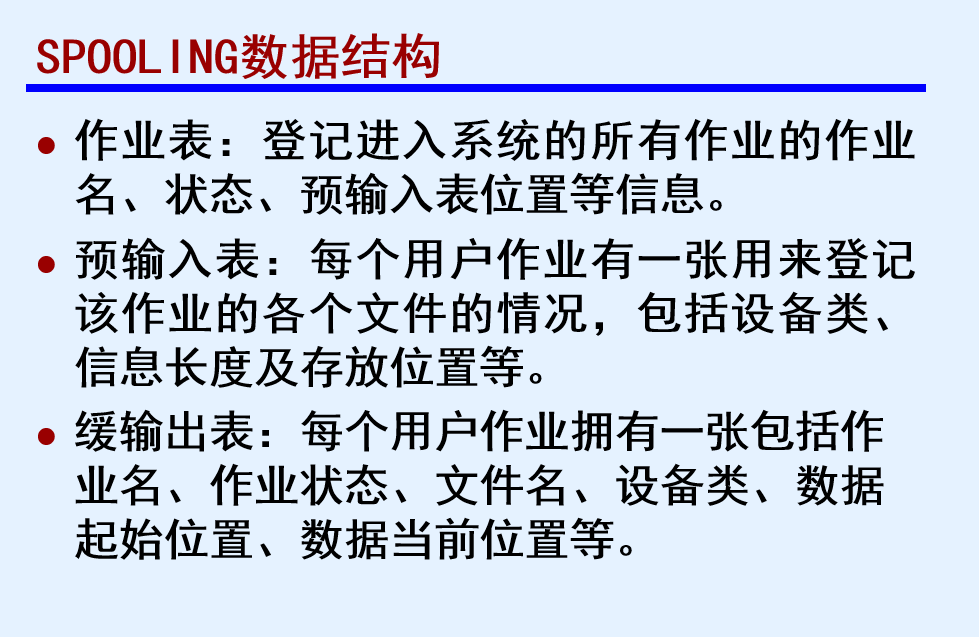 SPOOLING数据结构
作业表：登记进入系统的所有作业的作业
名、状态、预输入表位置等信息。
预输入表：每个用户作业有一张用来登记
该作业的各个文件的情况，包括设备类、
信息长度及存放位置等。
缓输出表：每个用户作业拥有一张包括作
业名、作业状态、文件名、设备类、数据
起始位置、数据当前位置等。